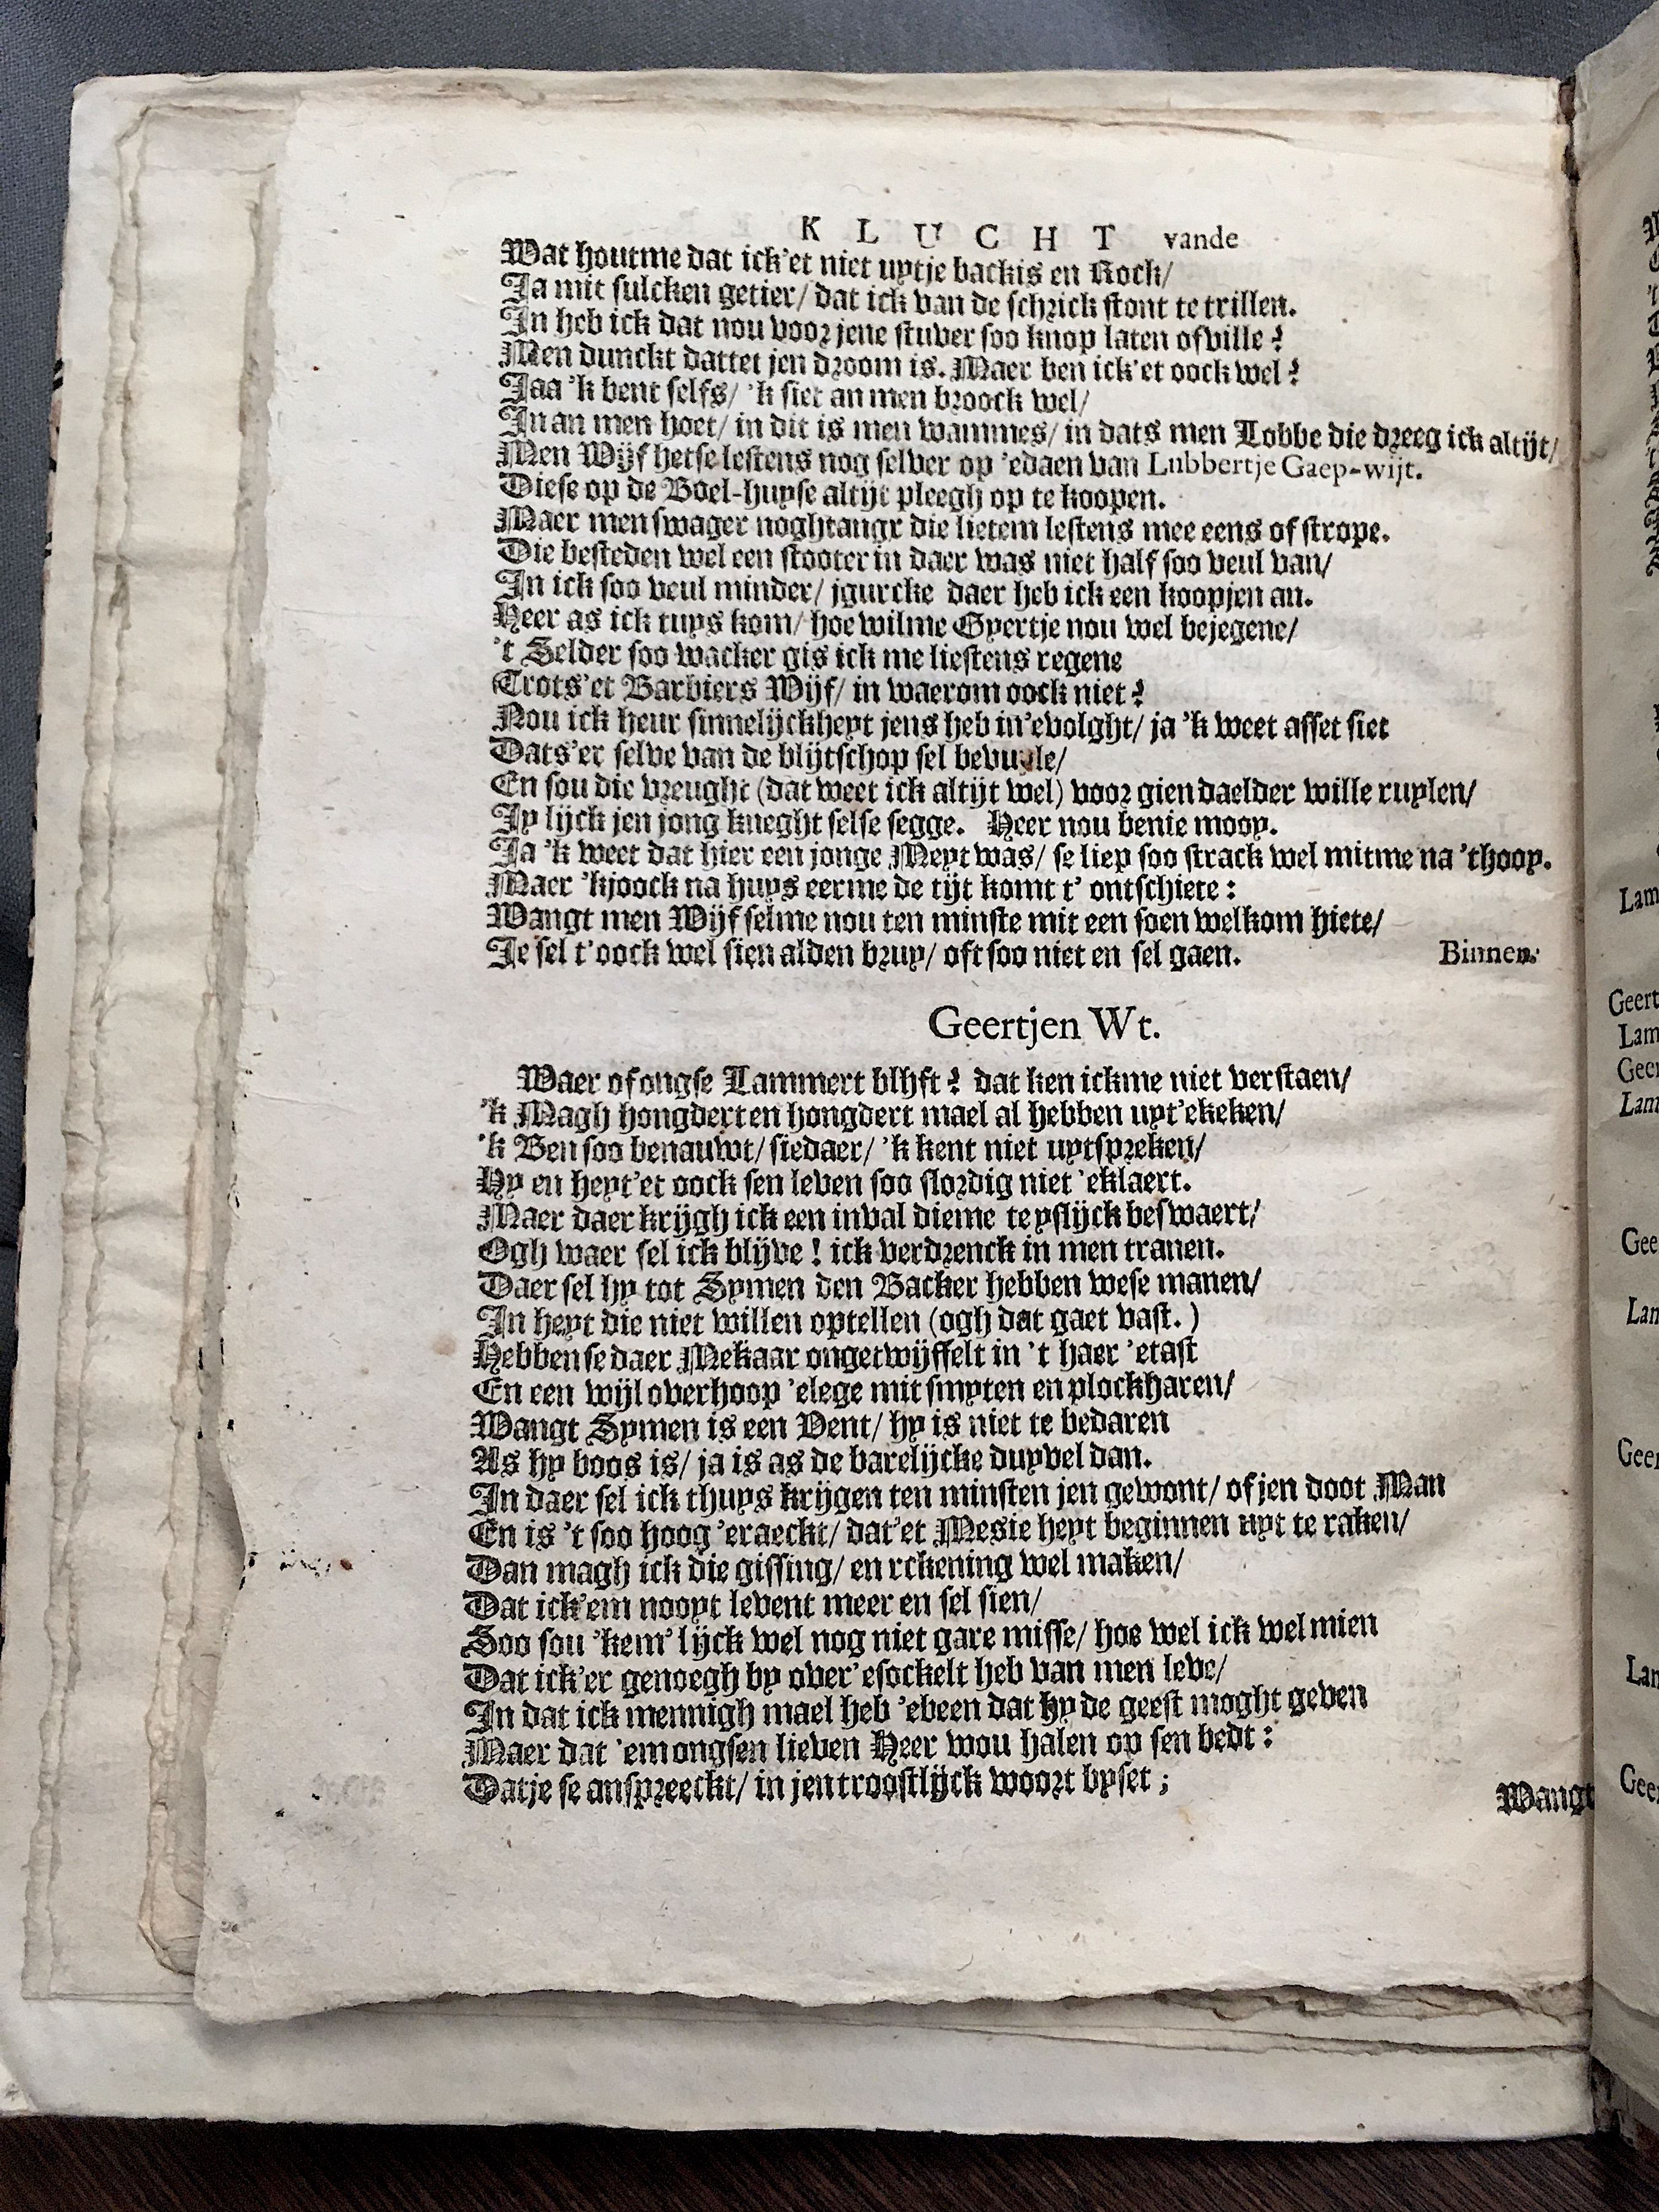 KLUCHT vande
Wat houtme dat ick'et niet uytje backis en Rock/
Ja mit sulcken getier/ dat ick van de schrick stont te trillen.
In heb ick dat nou voor jene stuver soo knop laten ofville?
Men dunckt dattet jen droom is. Maer ben ick'et oock wel?
Jaa 'k bent selfs/ 'k siet an men broock wel/
In an men hoet/ in dit is men wammes/ in dats men Lobbe die dreeg ick altijt/
Men Wijf hetse lestens nog selver op 'edaen van Lubbertje Gaep-wijt.
Diese op de Boel-huyse altijt pleegh op te koopen.
Maer men swager noghtangx die lietem lestens mee eens of strope.
Die besteden wel een stooter in daer was niet half soo veul van/
In ick soo veul minder/ jgurcke daer heb ick een koopjen an.
Heer as ick tuys kom/ hoe wilme Gyertje nou wel bejegene/
't Selder soo wacker gis ick me liestens regene
Trots'et Barbiers Wijf/ in waerom oock niet?
Nou ick heur sinnelijckheyt jens heb in'evolght/ ja 'k weet asset siet
Dats'er selve van de blijtschop sel
En sou die vreught (dat weet ick altijt wel) voor gien daelder wille ruylen/
Jy lijck jen jong kneght selse segge. Heer nou benie mooy.
Ja 'k weet dat hier een jonge Meyt was/ se liep soo strack wel mitme na 'thooy.
Maer 'kjoock na huys eerme de tijt komt t' ontschiete:
Wangt men Wijf selme nou ten minste mit een soen welkom hiete/
Je sel t'oock wel sien alden bruy/ oft soo niet en sel gaen.
Binnen.
Geertjen Wt.
Waer of ongse Lammert blhft? dat ken ickme niet verstaen/
'k Magh hongdert en hongdert mael al hebben uyt'ekeken/
'k Ben soo benauwt/ siedaer/ 'k kent niet uytspreken/
Hy en heyt'et oock sen leven soo slordig niet 'eklaert.
Maer daer krijgh ick een inval dieme teyslijck beswaert/
Ogh waer sel ick blijve! ick verdrenck in men tranen.
Daer sel hy tot Symen den Backer hebben wese manen/
In heyt die niet willen optellen (ogh dat gaet vast.)
Hebben se daer Mekaar ongetwijffelt in 't haer 'etast
En een wijl overhoop 'elege mit smyten en plockharen/
Wangt Symen is een Vent/ hy is niet te bedaren
As hy boos is/ ja is as de barelijcke duyvel dan.
In daer sel ick thuys krijgen ten minsten jen gewont/ of jen doot Man
En is 't soo hoog 'eraeckt/ dat'et Mesie heyt beginnen uyt te raken/
Dan magh ick die gissing/ en rckening wel maken/
Dat ick'em nooyt levent meer en sel sien/
Soo sou 'kem' lijck wel nog niet gare misse/ hoe wel ick wel mien
Dat ick'er genoegh by over'esockelt heb van men leve/
In dat ick mennigh mael heb 'ebeen dat hy de geest moght geven
Maer dat 'em ongsen lieven Heer wou halen op sen bedt:
Datje se anspreeckt/ in jen troostlijck woort byset;
Wangt
Lam
Geert
Lam
Geer
Lam
Gee
Lan
Geer
Lan
Geer